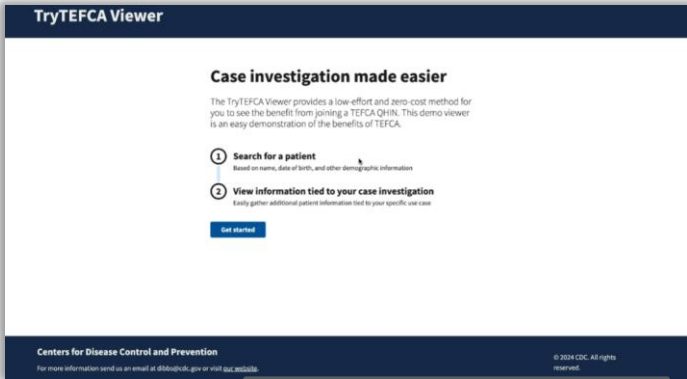 TryTEFCA Viewer
Case investigation made easier
The TryTEFCA Viewer provides a low-effort and zero-cost method for
you to see the benefit from joining a TEFCA QHIN. This demo viewer
is an easy demonstration of the benefits of TEFCA.
1 Search for a patient
Based on name, date of birth, and other demographic information
2 View information tied to your case investigation
Easily gather additional patient information tied to your specific use case
Get started
Centers for Disease Control and Prevention
For more information send us an email at dibbs@cdc.gov or visit our website.
© 2024 CDC. All rights
reserved.